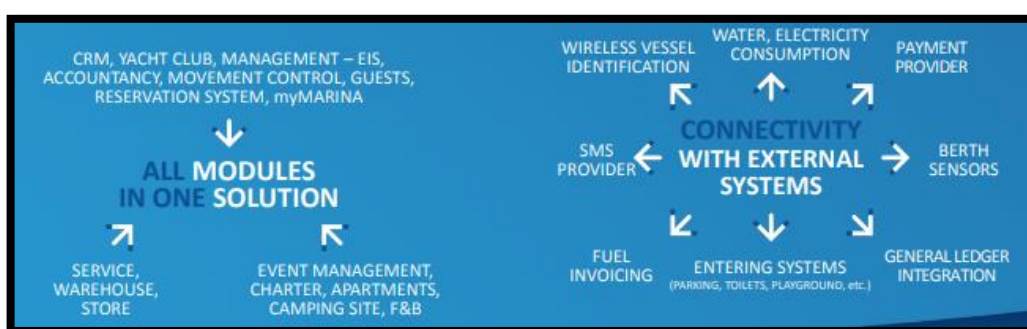 CRM, YACHT CLUB, MANAGEMENT – EIS,
ACCOUNTANCY, MOVEMENT CONTROL, GUESTS,
RESERVATION SYSTEM, myMARINA
ALL MODULES
IN ONE SOLUTION
SERVICE,
WAREHOUSE,
STORE
EVENT MANAGEMENT,
CHARTER, APARTMENTS,
CAMPING SITE, F&B
WIRELESS VESSEL
IDENTIFICATION
WATER, ELECTRICITY
CONSUMPTION
PAYMENT
PROVIDER
SMS
PROVIDER
CONNECTIVITY
WITH EXTERNAL
SYSTEMS
BERTH
SENSORS
FUEL
INVOICING
ENTERING SYSTEMS
(PARKING, TOILETS, PLAYGROUND, etc.)
GENERAL LEDGER
INTEGRATION